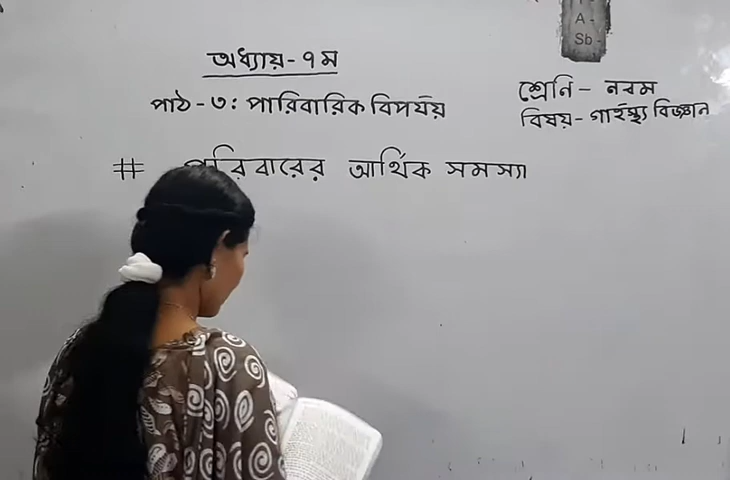 অধ্যায়- ৭ম
পাঠ - ৩ : পারিবারিক বিপর্যয়
শ্রেনি - নবম
বিষয় - গার্হস্থ্য বিজ্ঞান
# পরিবারের আর্থিক সমস্যা
A -
Sb -